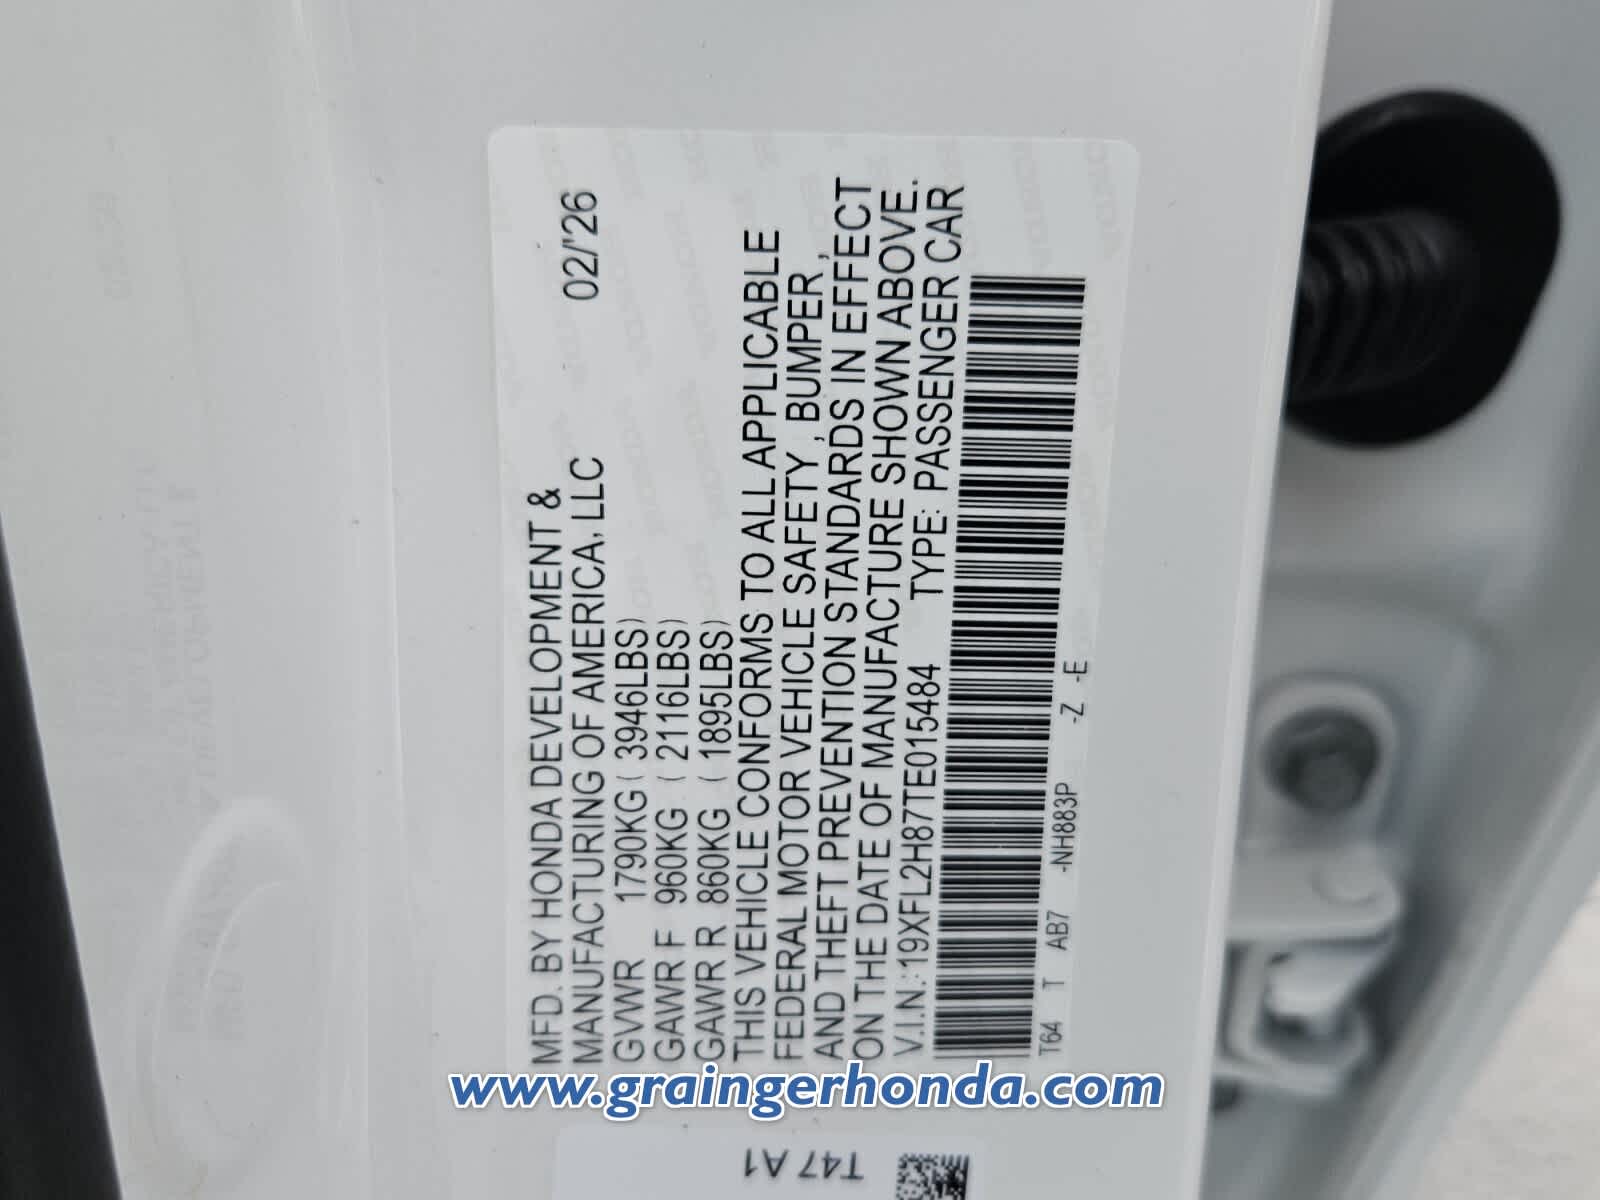 MFD. BY HONDA DEVELOPMENT &
MANUFACTURING OF AMERICA, LLC 02/'26
GVWR 1790KG ( 3946LBS)
GAWR F 960KG ( 2116LBS)
GAWR R 860KG ( 1895LBS)
THIS VEHICLE CONFORMS TO ALL APPLICABLE
FEDERAL MOTOR VEHICLE SAFETY , BUMPER ,
AND THEFT PREVENTION STANDARDS IN EFFECT
ON THE DATE OF MANUFACTURE SHOWN ABOVE.
V.I.N.: 19XFL2H87TE015484 TYPE: PASSENGER CAR
T64 T AB7 -NH883P -Z -E
www.graingerhonda.com
T47 A1